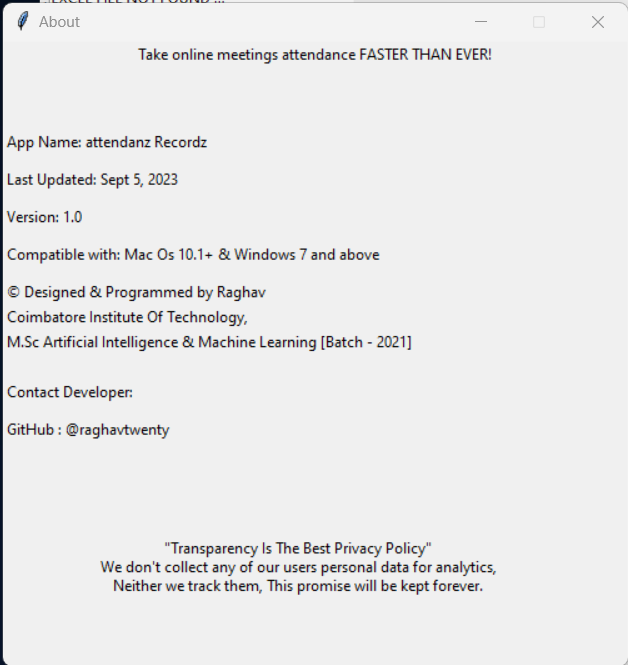 EXCEL FILE NOT FOUND ...
About
Take online meetings attendance FASTER THAN EVER!
App Name: attendanz Recordz
Last Updated: Sept 5, 2023
Version: 1.0
Compatible with: Mac Os 10.1+ & Windows 7 and above
© Designed & Programmed by Raghav
Coimbatore Institute Of Technology,
M.Sc Artificial Intelligence & Machine Learning [Batch - 2021]
Contact Developer:
GitHub : @raghavtwenty
"Transparency Is The Best Privacy Policy"
We don't collect any of our users personal data for analytics,
Neither we track them, This promise will be kept forever.